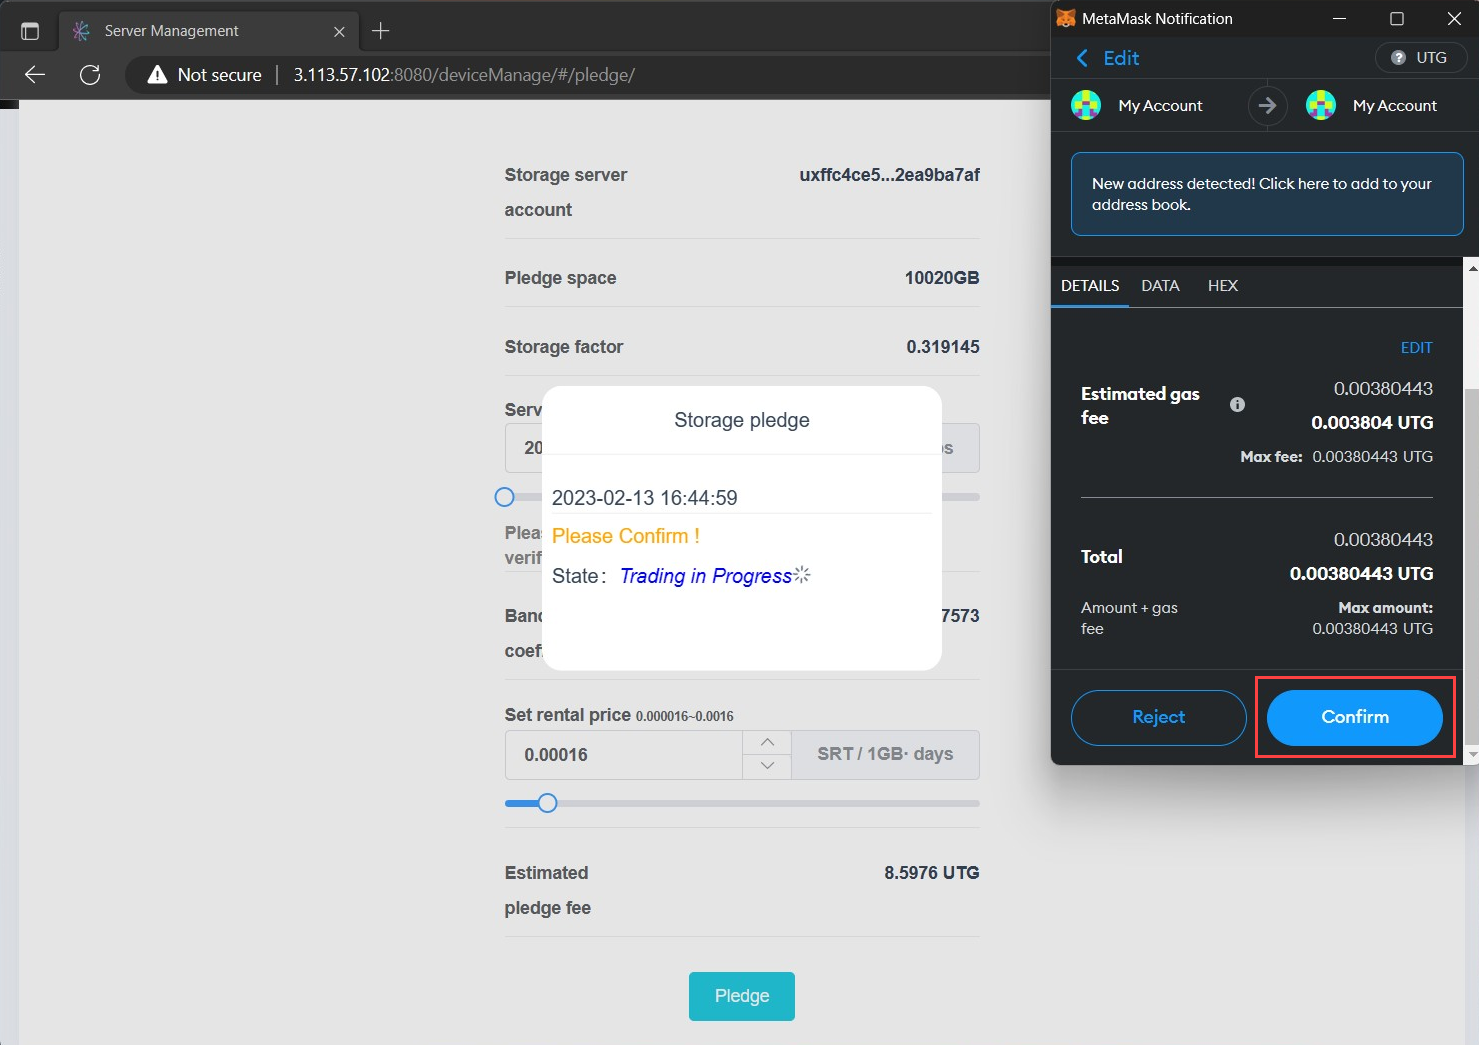 Server Management
Not secure
3.113.57.102:8080/deviceManage/#/pledge/
Storage server
account
uxffc4ce5...2ea9ba7af
Pledge space
10020GB
Storage factor
0.319145
Serv
20
s
Plea
verif
Storage pledge
2023-02-13 16:44:59
Please Confirm !
State: Trading in Progress
Band
coef.
7573
Set rental price 0.000016~0.0016
0.00016
SRT / 1GB· days
Estimated
pledge fee
8.5976 UTG
Pledge
MetaMask Notification
Edit
UTG
My Account
My Account
New address detected! Click here to add to your
address book.
DETAILS
DATA
HEX
EDIT
Estimated gas
fee
0.00380443
0.003804 UTG
Max fee: 0.00380443 UTG
Total
0.00380443
0.00380443 UTG
Amount + gas
fee
Max amount:
0.00380443 UTG
Reject
Confirm